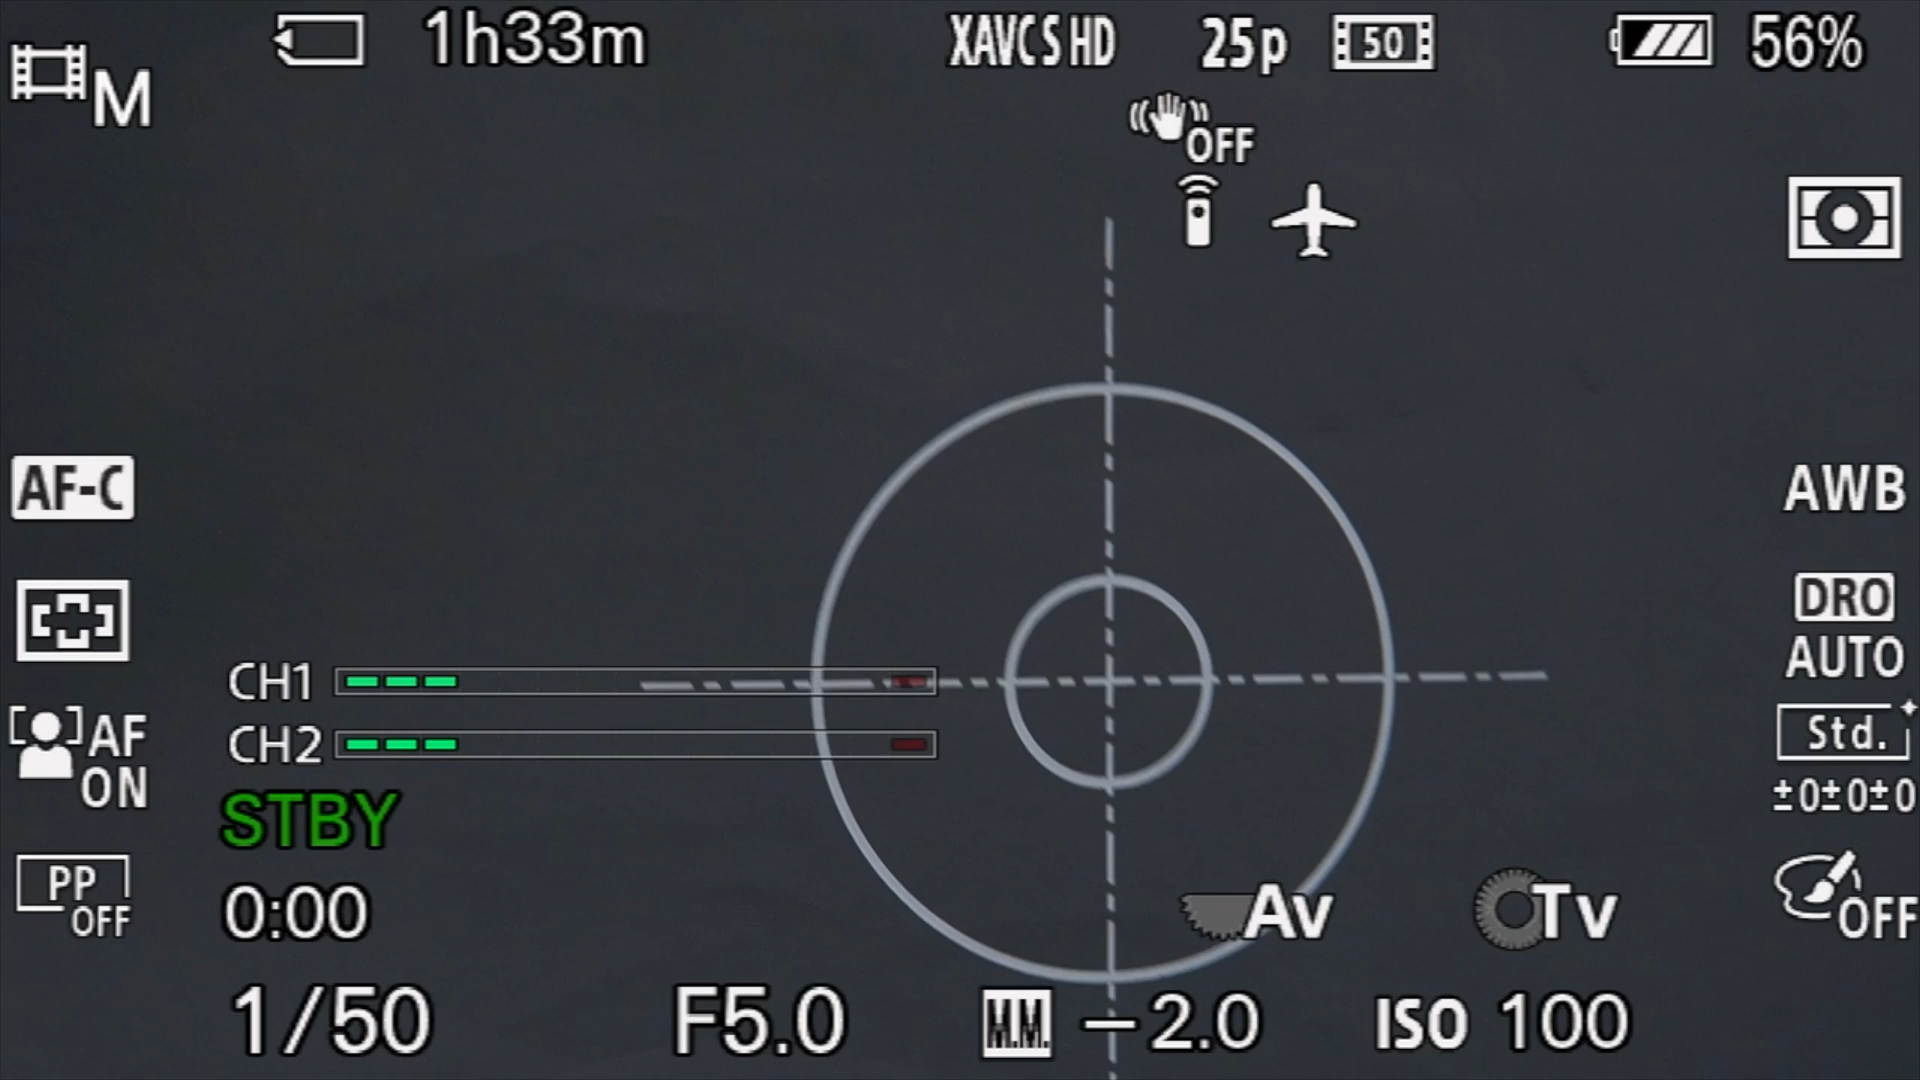 M
1h33m
XAVC S HD
25p
50
56%
OFF
AF-C
AWB
DRO
AUTO
CH1
AF
ON
Std.
CH2
±0±0±0
STBY
PP
OFF
0:00
Av
Tv
OFF
1/50
F5.0
M.M.
−2.0
ISO 100